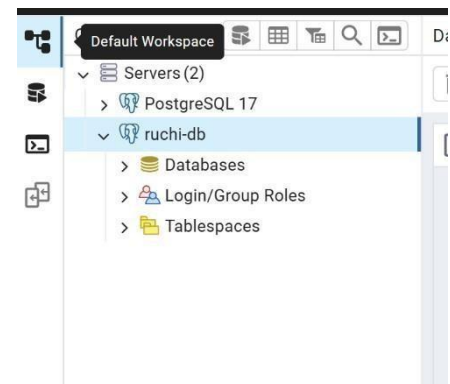 Default Workspace
Da
Servers (2)
PostgreSQL 17
ruchi-db
Databases
Login/Group Roles
Tablespaces